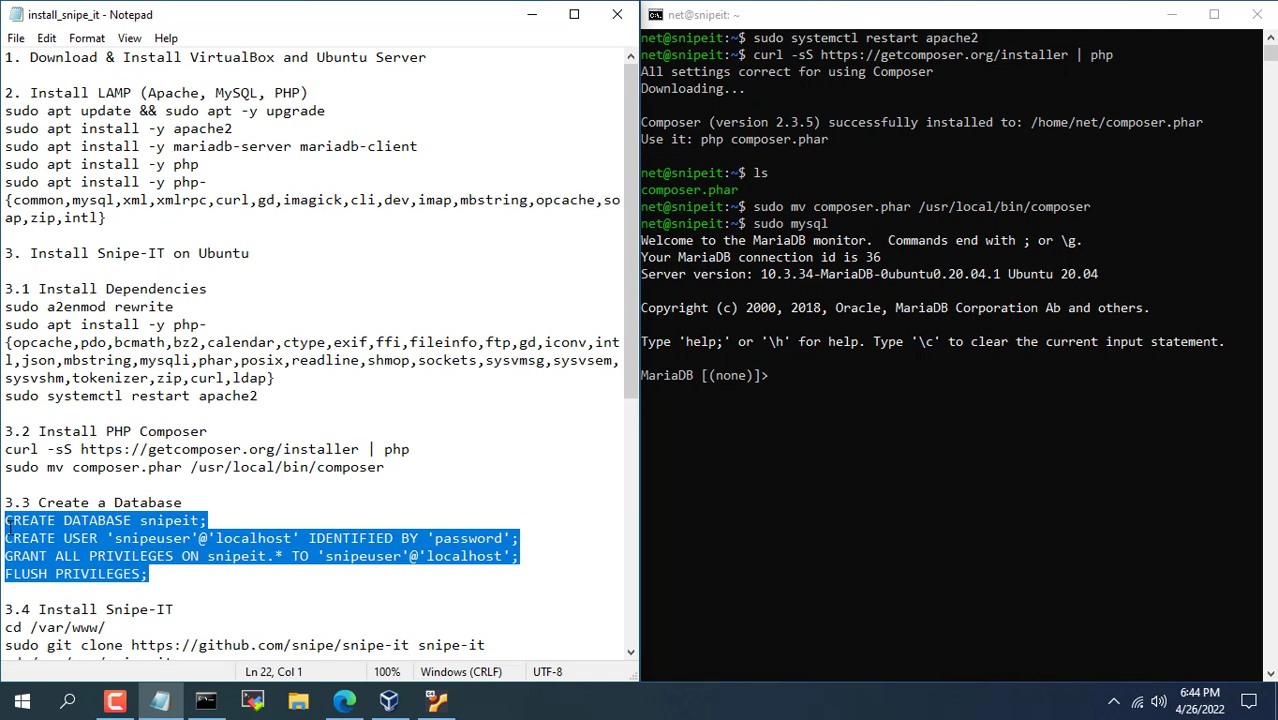 install_snipe_it - Notepad
File Edit Format View Help
1. Download & Install VirtualBox and Ubuntu Server
2. Install LAMP (Apache, MySQL, PHP)
sudo apt update && sudo apt -y upgrade
sudo apt install -y apache2
sudo apt install -y mariadb-server mariadb-client
sudo apt install -y php
sudo apt install -y php-
{common,mysql,xml,xmlrpc,curl,gd,imagick,cli,dev,imap,mbstring,opcache,so
ap,zip,intl}
3. Install Snipe-IT on Ubuntu
3.1 Install Dependencies
sudo a2enmod rewrite
sudo apt install -y php-
{opcache,pdo,bcmath,bz2,calendar,ctype,exif,ffi,fileinfo,ftp,gd,iconv,int
l,json,mbstring,mysqli,phar,posix,readline,shmop,sockets,sysvmsg,sysvsem,
sysvshm,tokenizer,zip,curl,ldap}
sudo systemctl restart apache2
3.2 Install PHP Composer
curl -sS https://getcomposer.org/installer | php
sudo mv composer.phar /usr/local/bin/composer
3.3 Create a Database
CREATE DATABASE snipeit;
CREATE USER 'snipeuser'@'localhost' IDENTIFIED BY 'password';
GRANT ALL PRIVILEGES ON snipeit.* TO 'snipeuser'@'localhost';
FLUSH PRIVILEGES;
3.4 Install Snipe-IT
cd /var/www/
sudo git clone https://github.com/snipe/snipe-it snipe-it
Ln 22, Col 1 100% Windows (CRLF) UTF-8
net@snipeit: ~
net@snipeit:~$ sudo systemctl restart apache2
net@snipeit:~$ curl -sS https://getcomposer.org/installer | php
All settings correct for using Composer
Downloading...
Composer (version 2.3.5) successfully installed to: /home/net/composer.phar
Use it: php composer.phar
net@snipeit:~$ ls
composer.phar
net@snipeit:~$ sudo mv composer.phar /usr/local/bin/composer
net@snipeit:~$ sudo mysql
Welcome to the MariaDB monitor.  Commands end with ; or \g.
Your MariaDB connection id is 36
Server version: 10.3.34-MariaDB-0ubuntu0.20.04.1 Ubuntu 20.04
Copyright (c) 2000, 2018, Oracle, MariaDB Corporation Ab and others.
Type 'help;' or '\h' for help. Type '\c' to clear the current input statement.
MariaDB [(none)]>
6:44 PM
4/26/2022